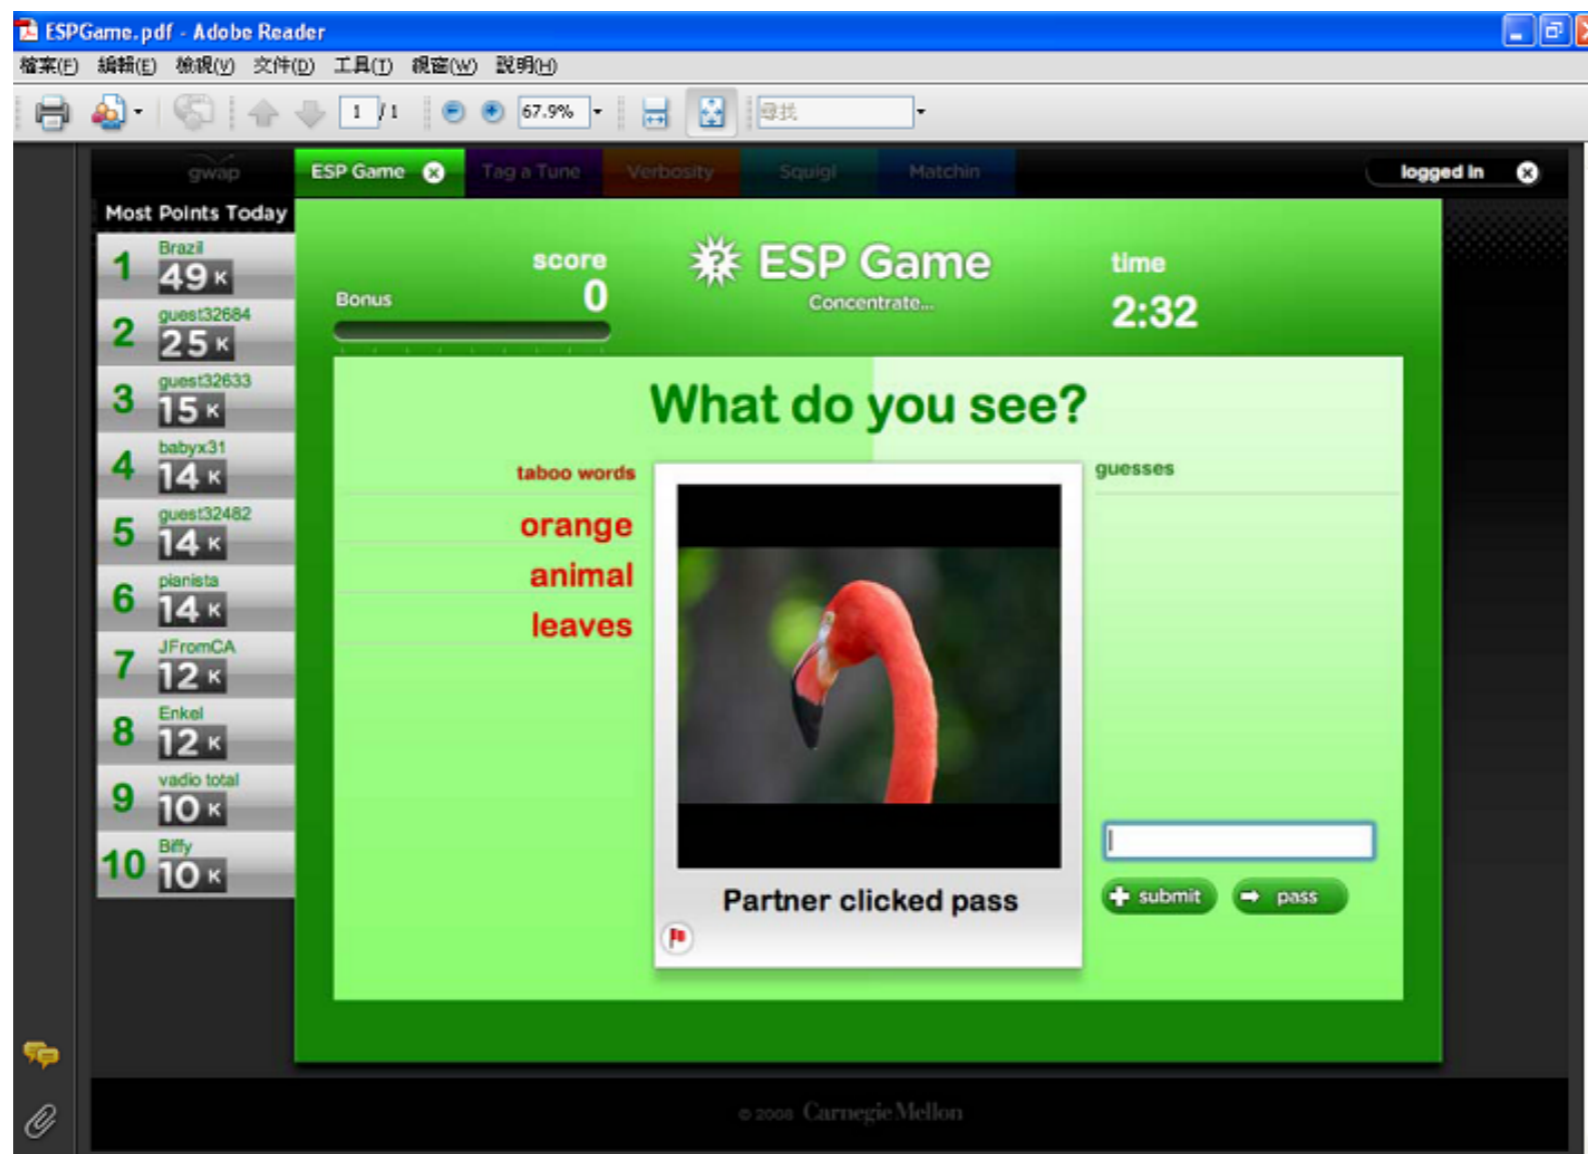 ESPGame.pdf - Adobe Reader
檔案(F) 編輯(E) 檢視(V) 文件(D) 工具(T) 視窗(W) 說明(H)
1 / 1 67.9% 尋找
gwap ESP Game Tag a Tune Verbosity Squigl Matchin logged in
Most Points Today
1 Brazil
49 K
2 guest32684
25 K
3 guest32633
15 K
4 babyx31
14 K
5 guest32482
14 K
6 pianista
14 K
7 JFromCA
12 K
8 Enkel
12 K
9 vadio total
10 K
10 Biffy
10 K
score
0
Bonus
ESP Game
Concentrate...
time
2:32
What do you see?
taboo words
orange
animal
leaves
guesses
Partner clicked pass
submit pass
© 2008 Carnegie Mellon